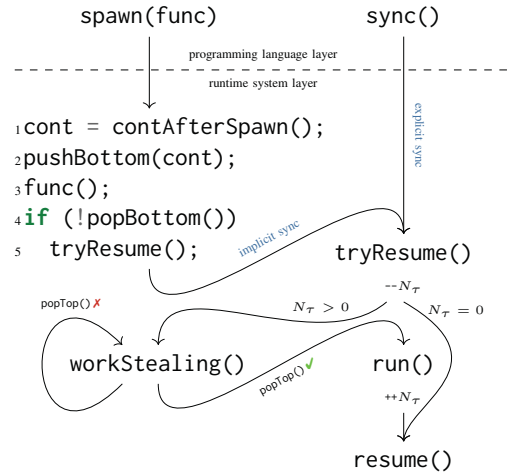 spawn(func) sync()
programming language layer
runtime system layer
explicit sync
1 cont = contAfterSpawn();
2 pushBottom(cont);
3 func();
4 if (!popBottom())
5 tryResume();
implicit sync
tryResume()
--Nτ
popTop() ✗
Nτ > 0
Nτ = 0
workStealing()
popTop() ✓
run()
++Nτ
resume()